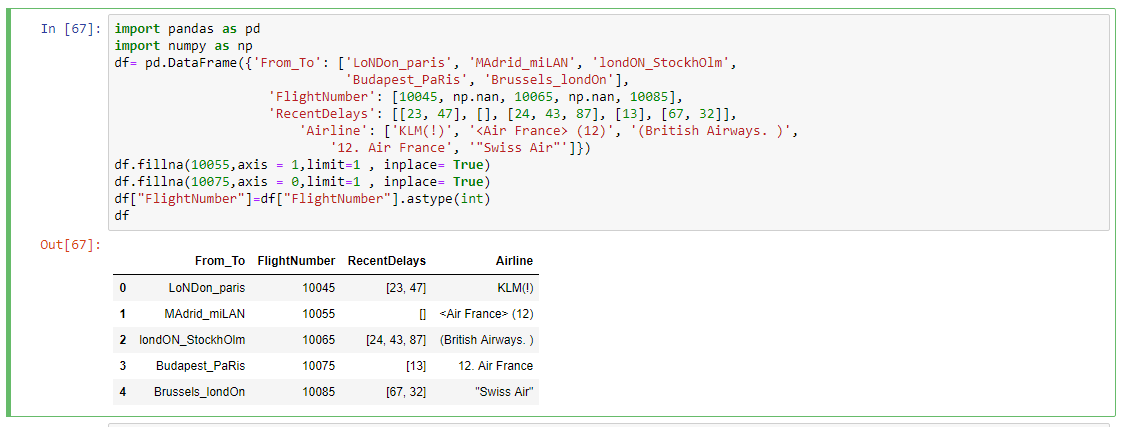 In [67]: import pandas as pd
import numpy as np
df= pd.DataFrame({'From_To': ['LoNDon_paris', 'MAdrid_miLAN', 'londON_StockhOlm',
'Budapest_PaRis', 'Brussels_londOn'],
'FlightNumber': [10045, np.nan, 10065, np.nan, 10085],
'RecentDelays': [[23, 47], [], [24, 43, 87], [13], [67, 32]],
'Airline': ['KLM(!)', '<Air France> (12)', '(British Airways. )',
'12. Air France', '"Swiss Air"']})
df.fillna(10055,axis = 1,limit=1 , inplace= True)
df.fillna(10075,axis = 0,limit=1 , inplace= True)
df["FlightNumber"]=df["FlightNumber"].astype(int)
df
Out[67]:
From_To FlightNumber RecentDelays Airline
0 LoNDon_paris 10045 [23, 47] KLM(!)
1 MAdrid_miLAN 10055 [] <Air France> (12)
2 londON_StockhOlm 10065 [24, 43, 87] (British Airways. )
3 Budapest_PaRis 10075 [13] 12. Air France
4 Brussels_londOn 10085 [67, 32] "Swiss Air"